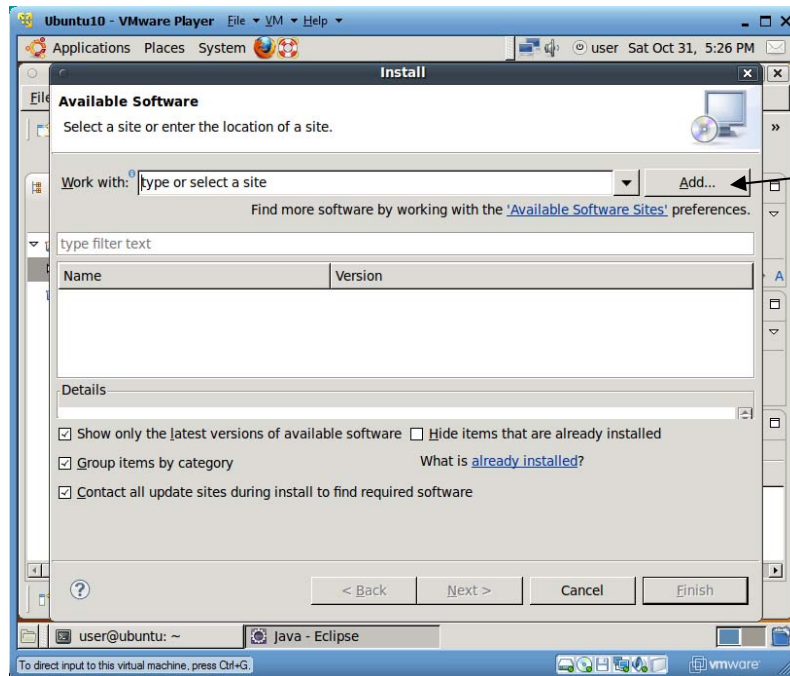 Ubuntu10 - VMware Player File VM Help
Applications Places System user Sat Oct 31, 5:26 PM
Install
File
Available Software
Select a site or enter the location of a site.
»
Work with: type or select a site Add...
Find more software by working with the 'Available Software Sites' preferences.
type filter text
Name Version
A
Details
Show only the latest versions of available software Hide items that are already installed
Group items by category What is already installed?
Contact all update sites during install to find required software
? < Back Next > Cancel Finish
user@ubuntu: ~ Java - Eclipse
To direct input to this virtual machine, press Ctrl+G. vmware